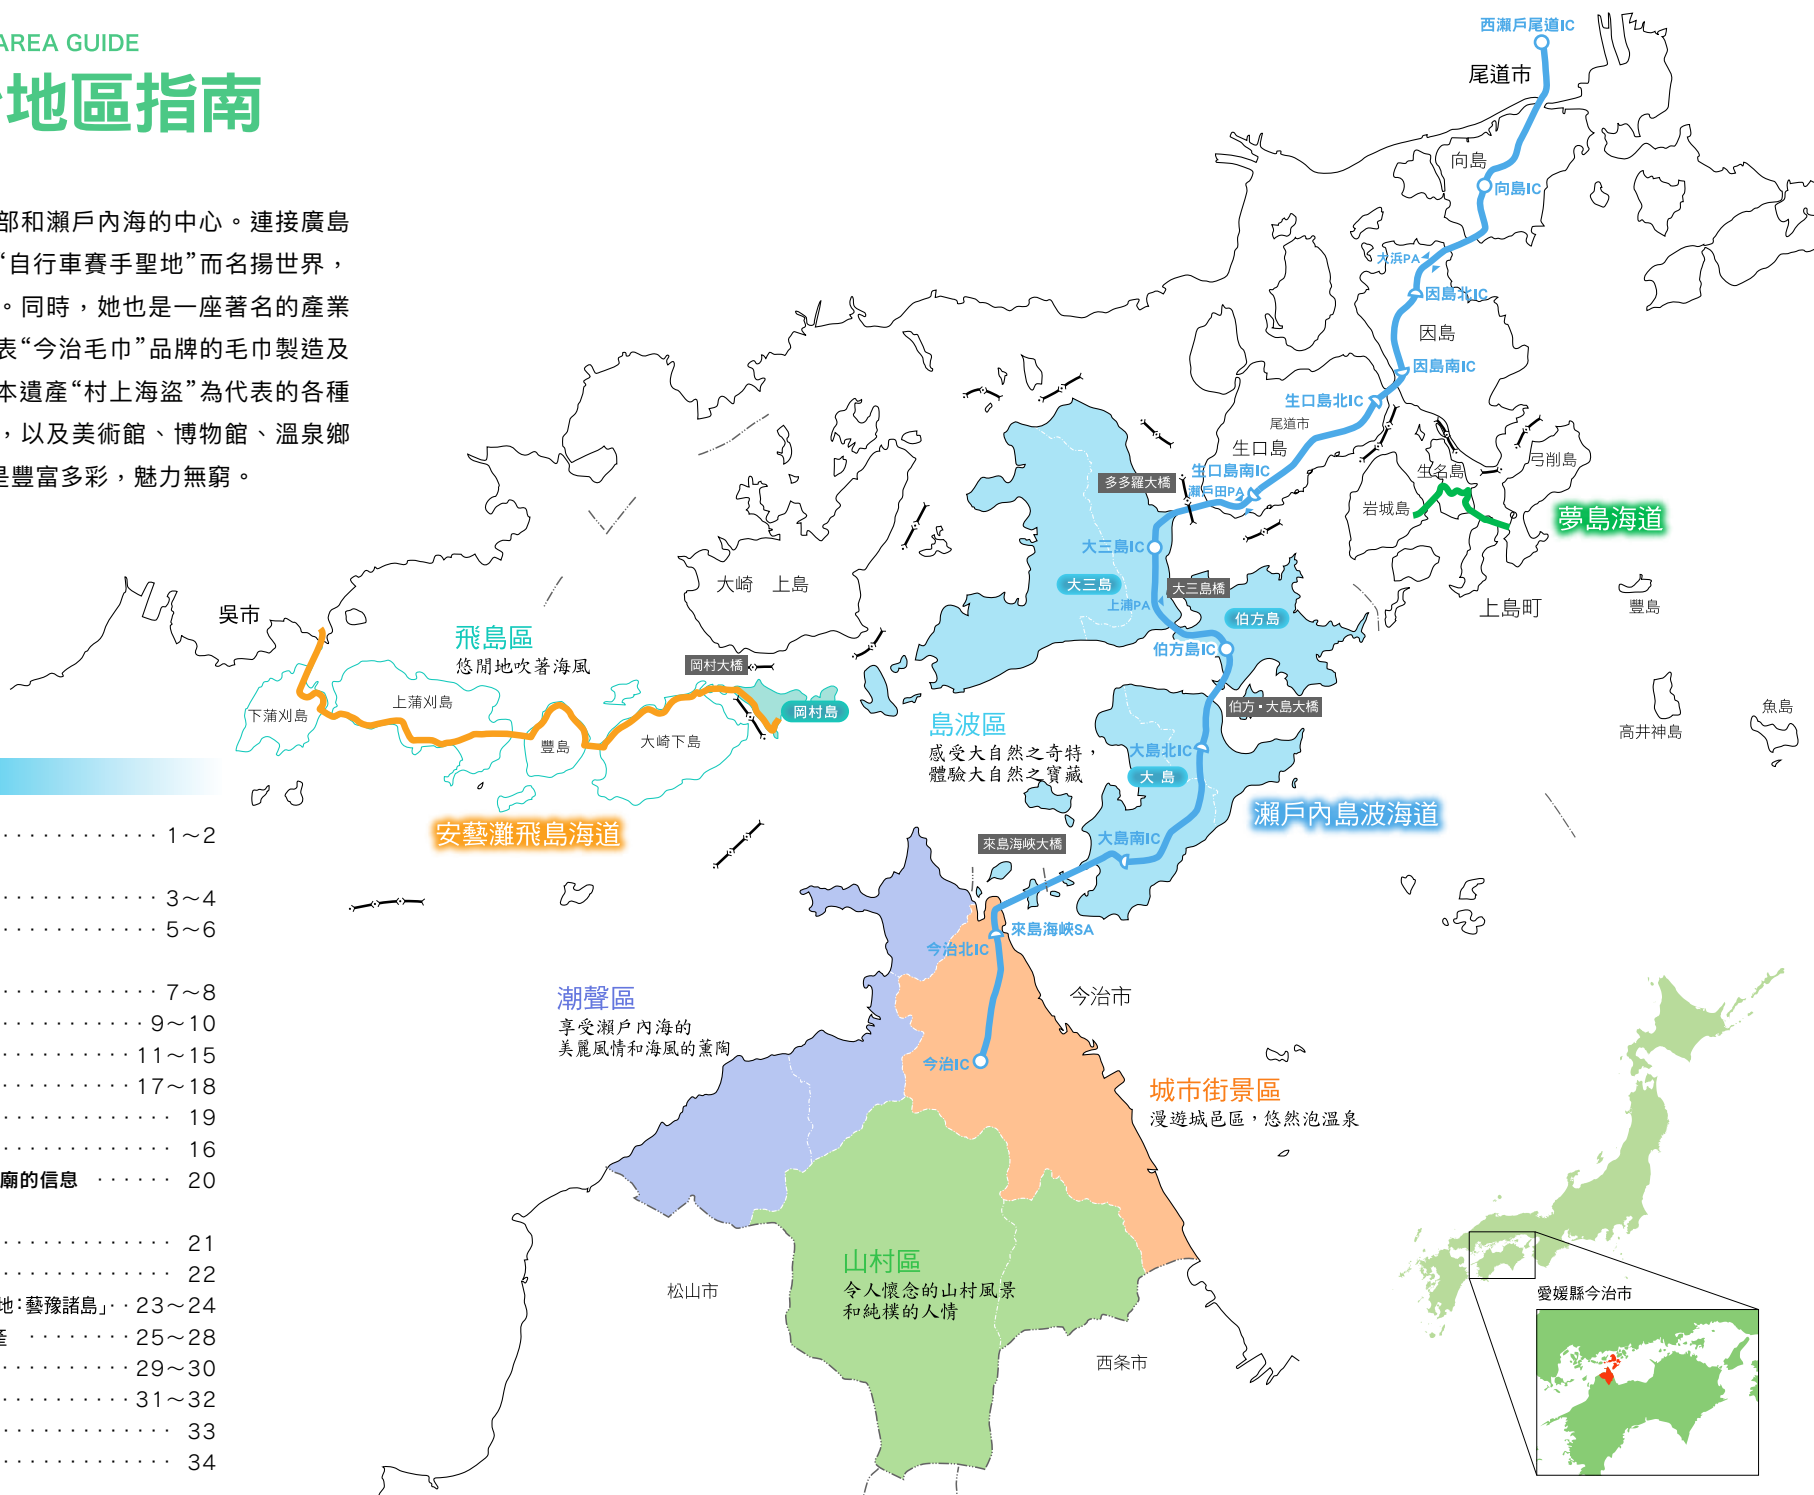 AREA GUIDE
地區指南
部和瀨戶內海的中心。連接廣島
“自行車賽手聖地”而名揚世界，
。同時，她也是一座著名的產業
表“今治毛巾”品牌的毛巾製造及
本遺產“村上海盜”為代表的各種
，以及美術館、博物館、溫泉鄉
是豐富多彩，魅力無窮。
1～2
3～4
5～6
7～8
9～10
11～15
17～18
19
16
廟的信息 20
21
22
地：藝豫諸島」 23～24
產 25～28
29～30
31～32
33
34
西瀨戶尾道IC
尾道市
向島
向島IC
大浜PA
因島北IC
因島
因島南IC
生口島北IC
尾道市
生口島
生口島南IC
瀨戶田PA
多多羅大橋
生名島
弓削島
岩城島
夢島海道
上島町
豐島
高井神島
魚島
大三島IC
大三島
大三島橋
上浦PA
伯方島
伯方島IC
伯方・大島大橋
大崎 上島
吳市
飛島區
悠閒地吹著海風
岡村大橋
岡村島
下蒲刈島
上蒲刈島
豐島
大崎下島
安藝灘飛島海道
島波區
感受大自然之奇特，
體驗大自然之寶藏
大島北IC
大 島
大島南IC
瀨戶內島波海道
來島海峽大橋
來島海峽SA
今治北IC
今治市
今治IC
潮聲區
享受瀨戶內海的
美麗風情和海風的薰陶
城市街景區
漫遊城邑區，悠然泡溫泉
山村區
令人懷念的山村風景
和純樸的人情
松山市
西条市
愛媛縣今治市